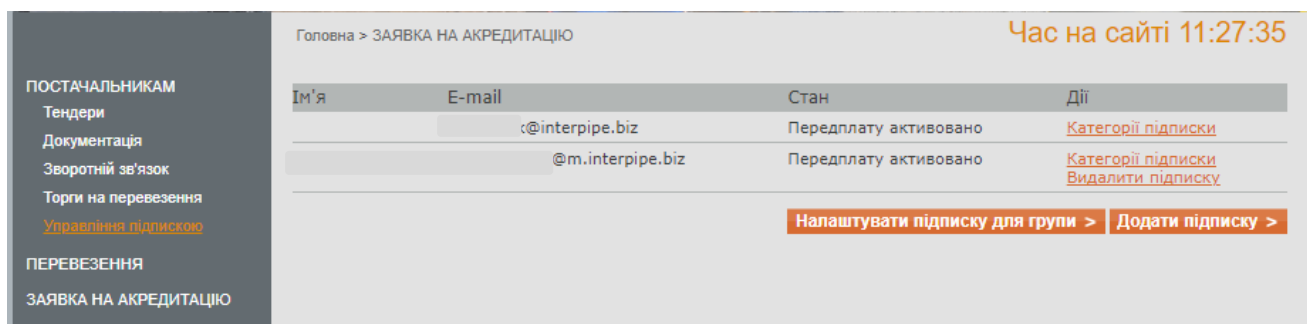 Головна > ЗАЯВКА НА АКРЕДИТАЦІЮ
Час на сайті 11:27:35
ПОСТАЧАЛЬНИКАМ
Тендери
Документація
Зворотній зв'язок
Торги на перевезення
Управління підпискою
ПЕРЕВЕЗЕННЯ
ЗАЯВКА НА АКРЕДИТАЦІЮ
Ім'я E-mail Стан Дії
@interpipe.biz Передплату активовано Категорії підписки
@m.interpipe.biz Передплату активовано Категорії підписки
Видалити підписку
Налаштувати підписку для групи > Додати підписку >